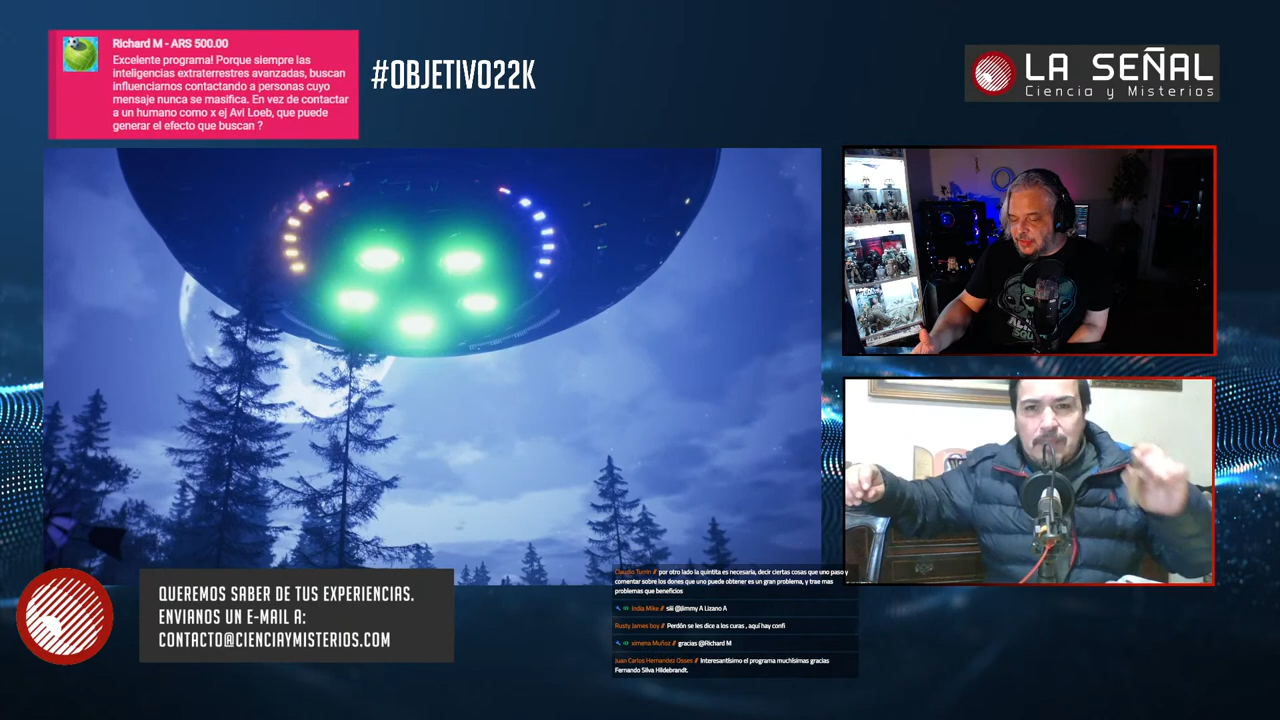 Richard M - ARS 500.00
Excelente programa! Porque siempre las
inteligencias extraterrestres avanzadas, buscan
influenciarnos contactando a personas cuyo
mensaje nunca se masifica. En vez de contactar
a un humano como x ej Avi Loeb, que puede
generar el efecto que buscan ?
#OBJETIVO22K
LA SEÑAL
Ciencia y Misterios
QUEREMOS SABER DE TUS EXPERIENCIAS.
ENVIANOS UN E-MAIL A:
CONTACTO@CIENCIAYMISTERIOS.COM
Claudio Turrin // por otro lado la quintita es necesaria, decir ciertas cosas que uno paso y
comentar sobre los dones que uno puede obtener es un gran problema, y trae mas
problemas que beneficios
India Mike // siii @Jimmy A Lizano A
Rusty James boy // Perdón se les dice a los curas , aquí hay confi
ximena Muñoz // gracias @Richard M
Juan Carlos Hernandez Osses // Interesantísimo el programa muchísimas gracias
Fernando Silva Hildebrandt.